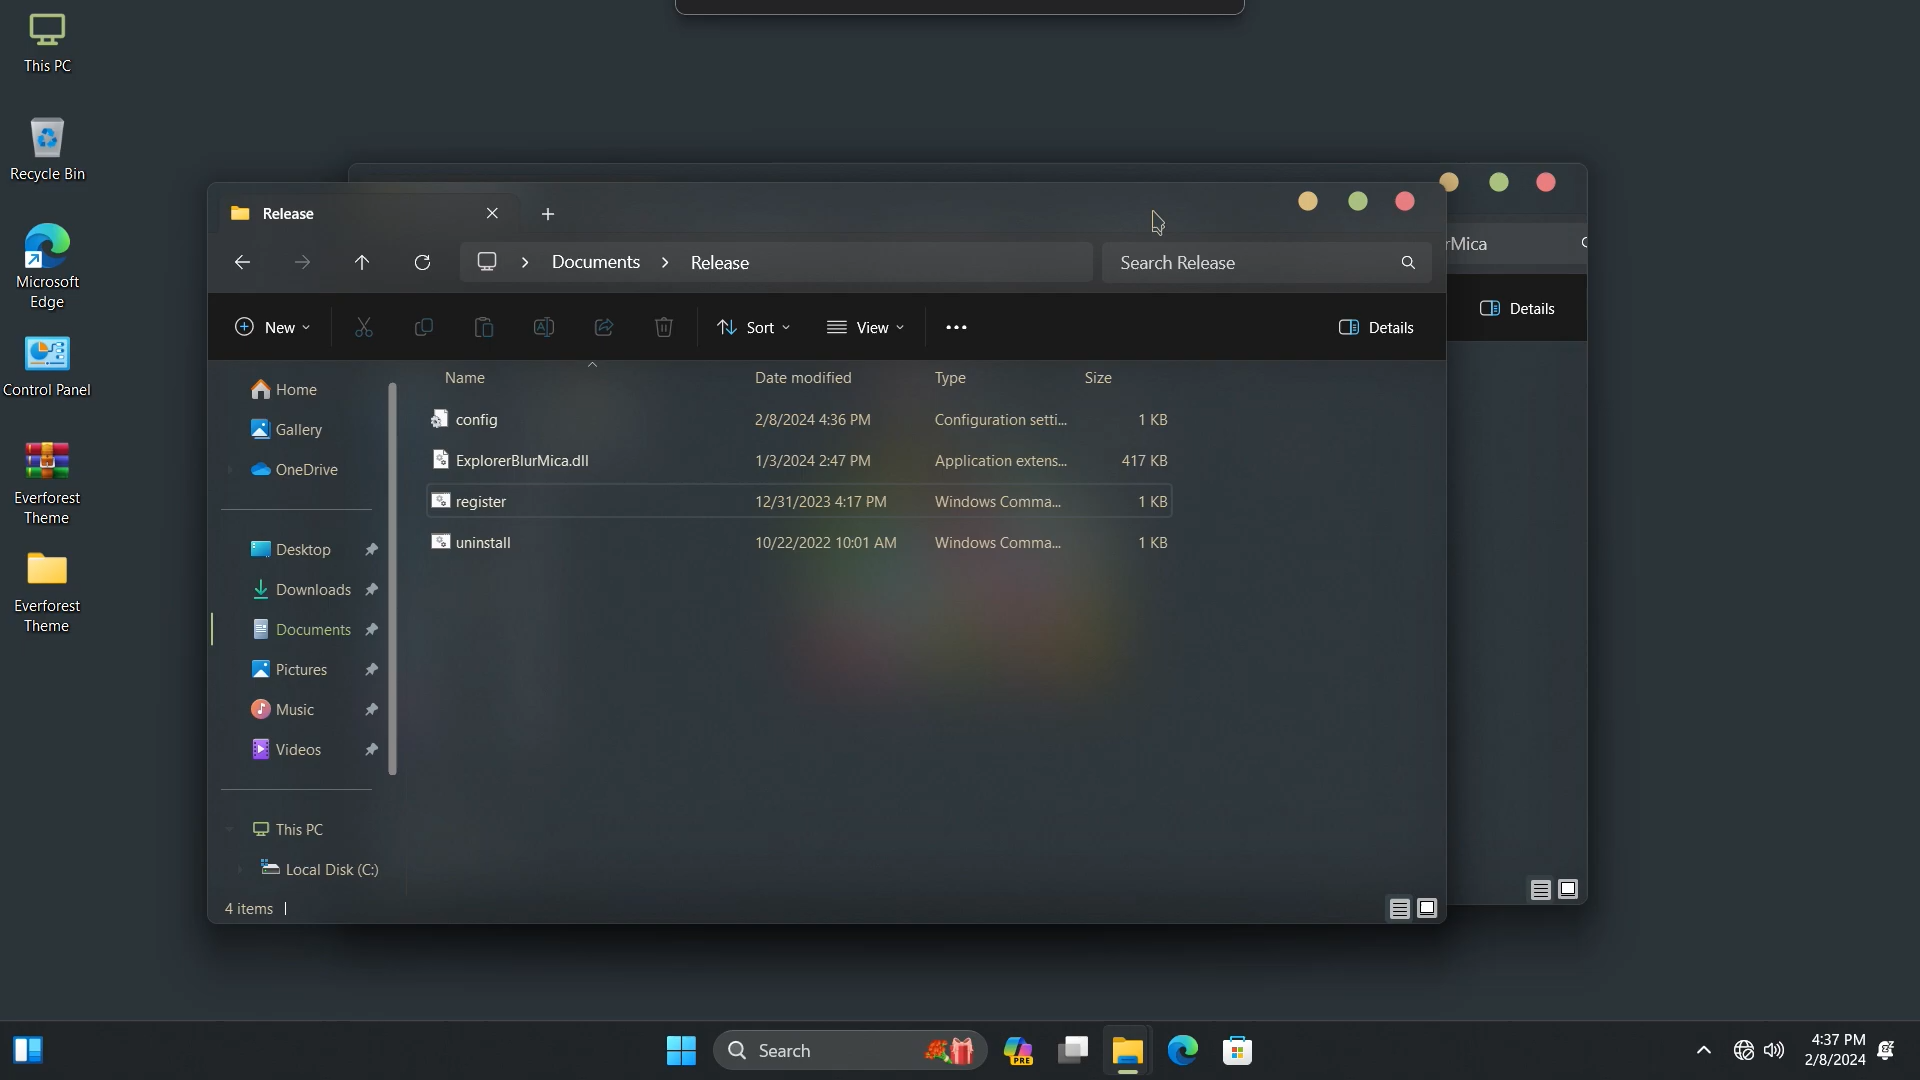 This PC
Recycle Bin
Microsoft
Edge
Control Panel
Everforest
Theme
Everforest
Theme
Release
Documents
Release
Search Release
rMica
New
Sort
View
Details
Details
Home
Gallery
OneDrive
Desktop
Downloads
Documents
Pictures
Music
Videos
This PC
Local Disk (C:)
Name Date modified Type Size
config 2/8/2024 4:36 PM Configuration setti... 1 KB
ExplorerBlurMica.dll 1/3/2024 2:47 PM Application extens... 417 KB
register 12/31/2023 4:17 PM Windows Comma... 1 KB
uninstall 10/22/2022 10:01 AM Windows Comma... 1 KB
4 items
Search
PRE
4:37 PM
2/8/2024